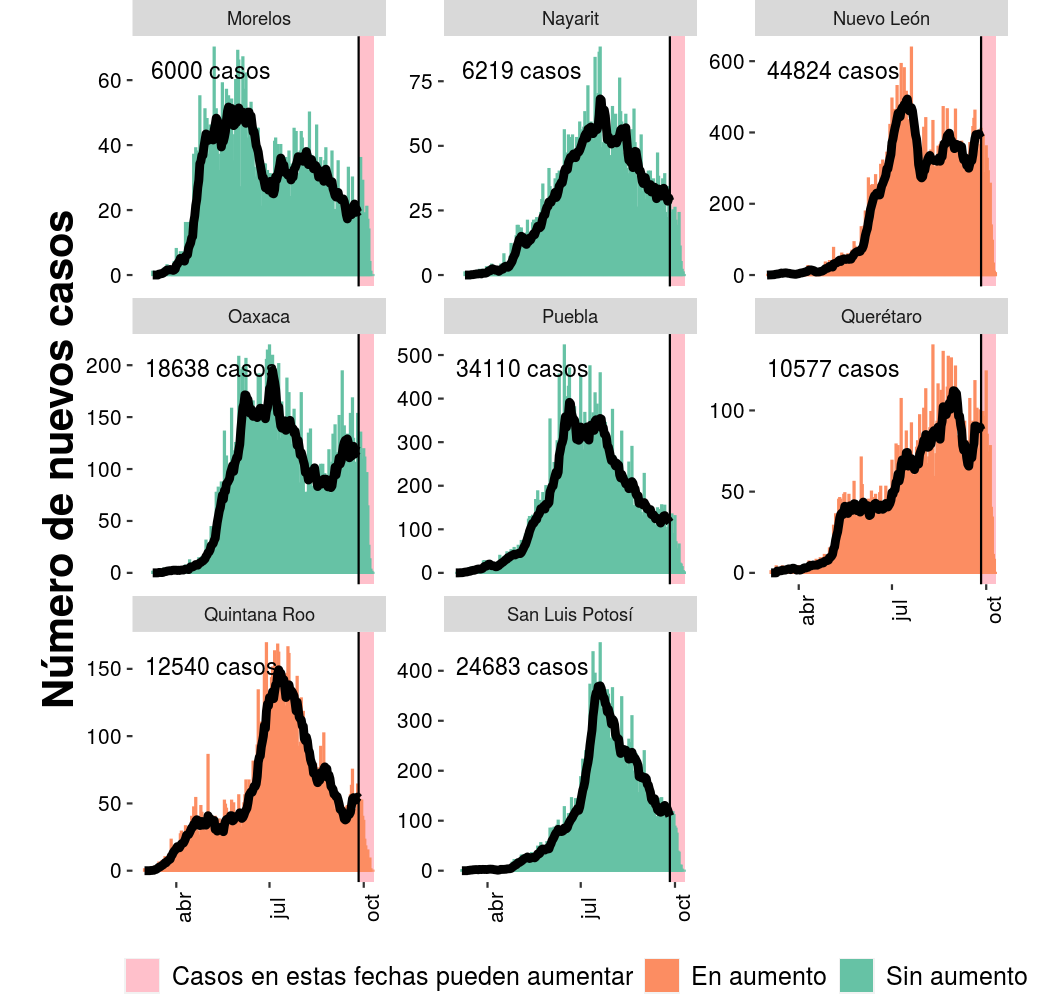 Número de nuevos casos
Morelos
6000 casos
60
40
20
0
Nayarit
6219 casos
75
50
25
0
Nuevo León
44824 casos
600
400
200
0
Oaxaca
18638 casos
200
150
100
50
0
Puebla
34110 casos
500
400
300
200
100
0
Querétaro
10577 casos
100
50
0
abr jul oct
Quintana Roo
12540 casos
150
100
50
0
abr jul oct
San Luis Potosí
24683 casos
400
300
200
100
0
abr jul oct
Casos en estas fechas pueden aumentar En aumento Sin aumento